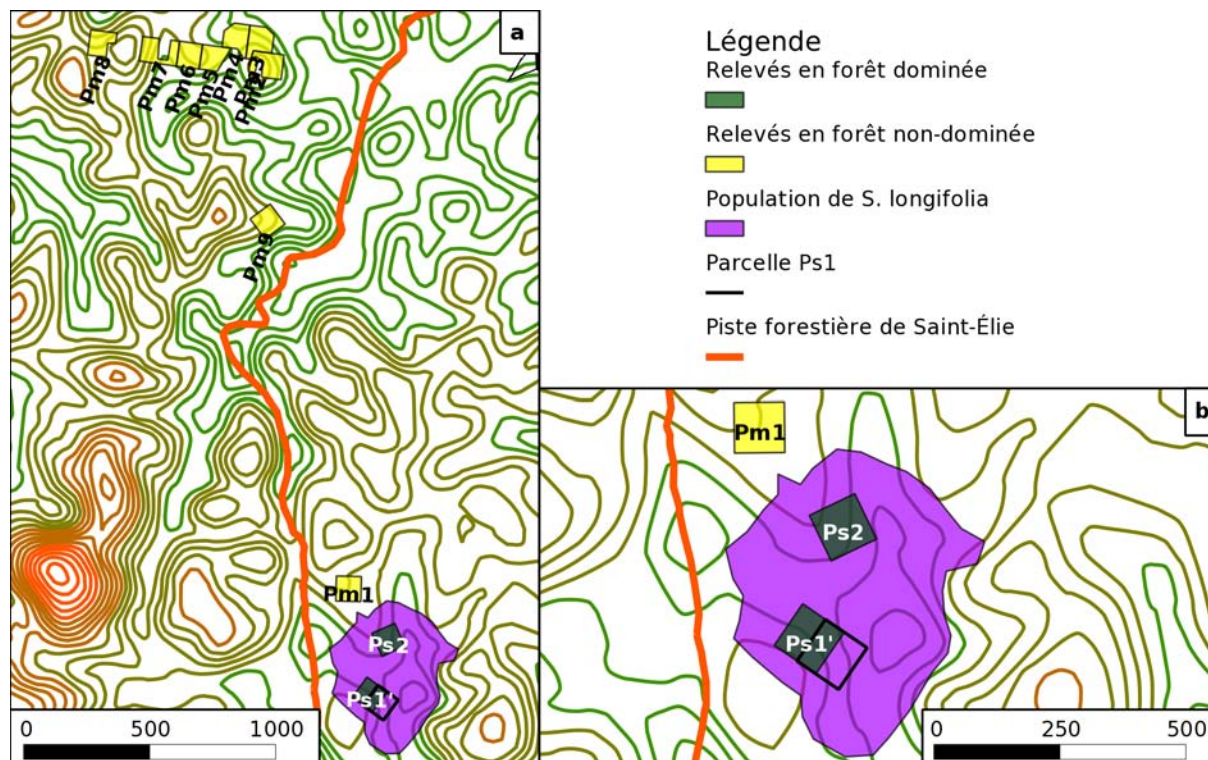 a
Pm8
Pm7
Pm6
Pm5
Pm4
Pm3
Pm2
Pm9
Pm1
Ps2
Ps1'
0 500 1000
Légende
Relevés en forêt dominée
Relevés en forêt non-dominée
Population de S. longifolia
Parcelle Ps1
Piste forestière de Saint-Élie
b
Pm1
Ps2
Ps1'
0 250 500